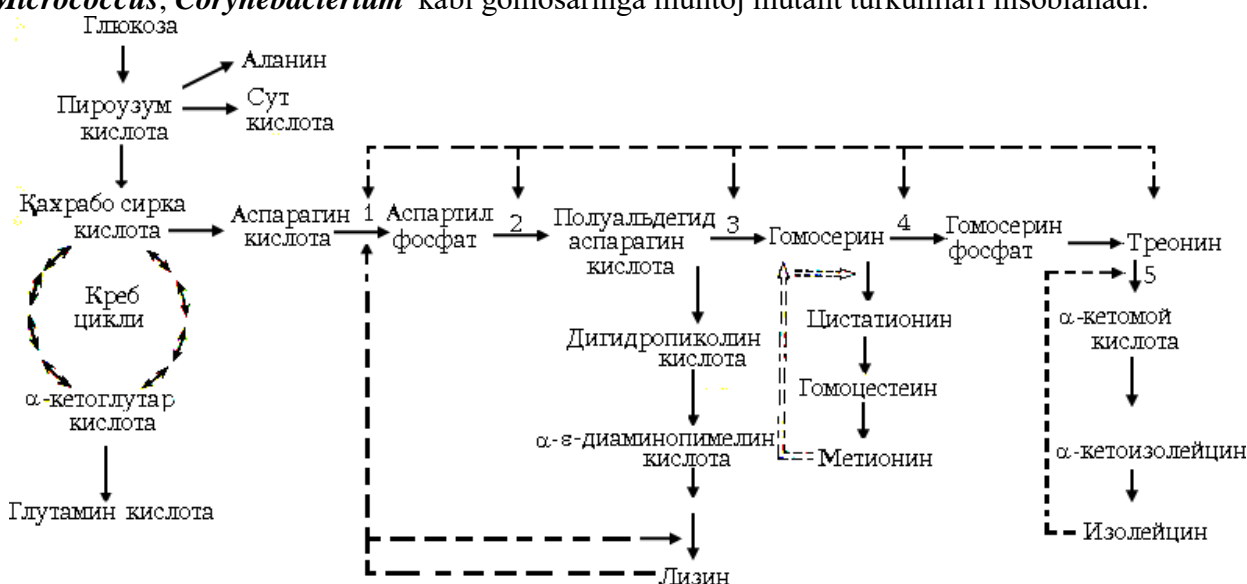 Micrococcus, Corynebacterium kabi gomosaringa muhtoj mutant turkumlari hisoblanadi.
Глюкоза
Аланин
Пироузум
кислота
Сут
кислота
Қахрабо сирка
кислота
Аспарагин
кислота
1
Аспартил
фосфат
2
Полуальдегид
аспарагин
кислота
3
Гомосерин
4
Гомосерин
фосфат
Треонин
5
Креб
цикли
Дигидропиколин
кислота
Цистатионин
α-кетомой
кислота
α-кетоглутар
кислота
Гомоцестеин
α-ε-диаминопимелин
кислота
Метионин
α-кетоизолейцин
Глутамин кислота
Изолейцин
Лизин